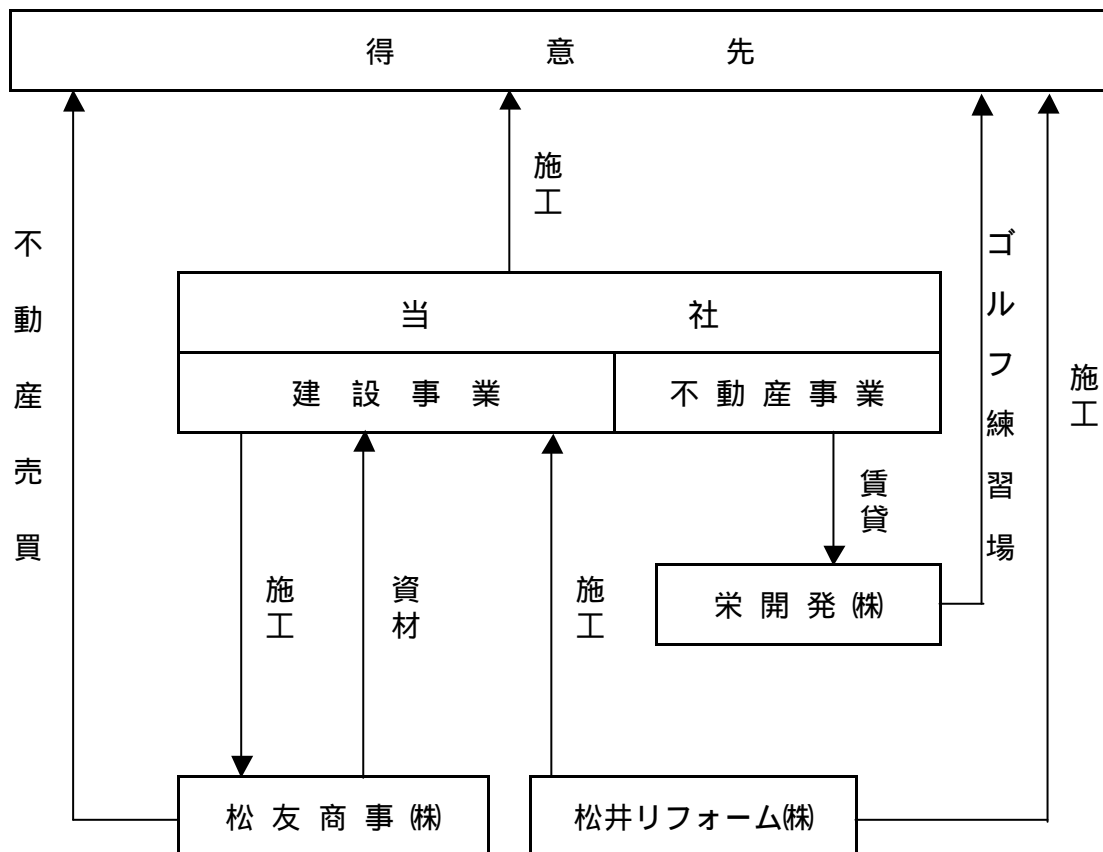 得意先
施工
不動産売買
ゴルフ練習場
施工
当社
建設事業
不動産事業
賃貸
施工
資材
施工
栄開発㈱
松友商事㈱
松井リフォーム㈱